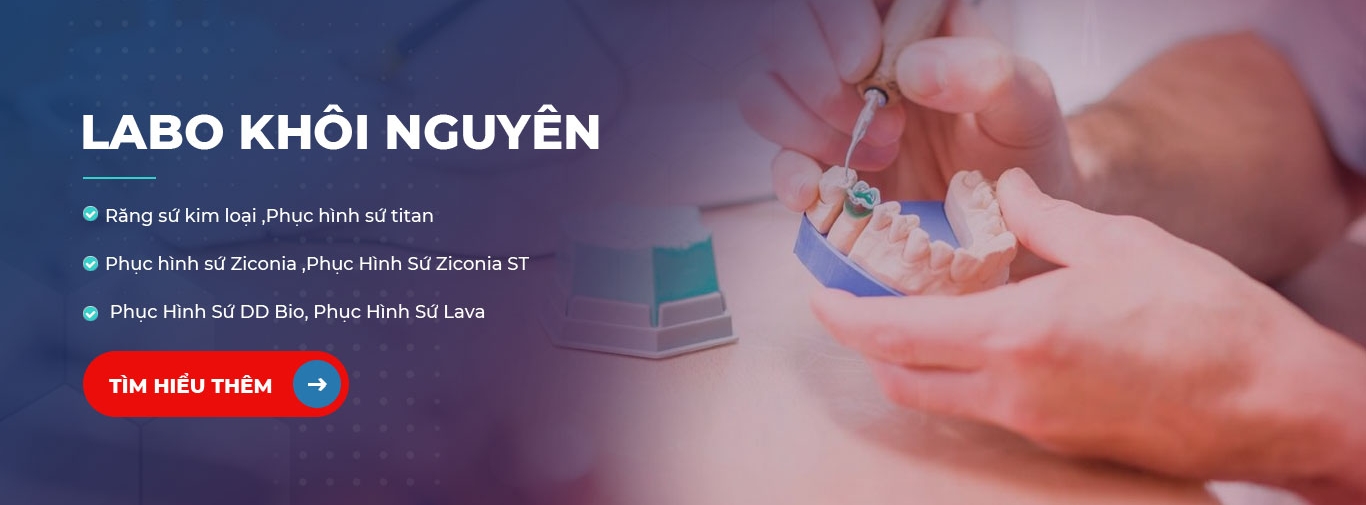 LABO KHÔI NGUYÊN
Răng sứ kim loại ,Phục hình sứ titan
Phục hình sứ Ziconia ,Phục Hình Sứ Ziconia ST
Phục Hình Sứ DD Bio, Phục Hình Sứ Lava
TÌM HIỂU THÊM